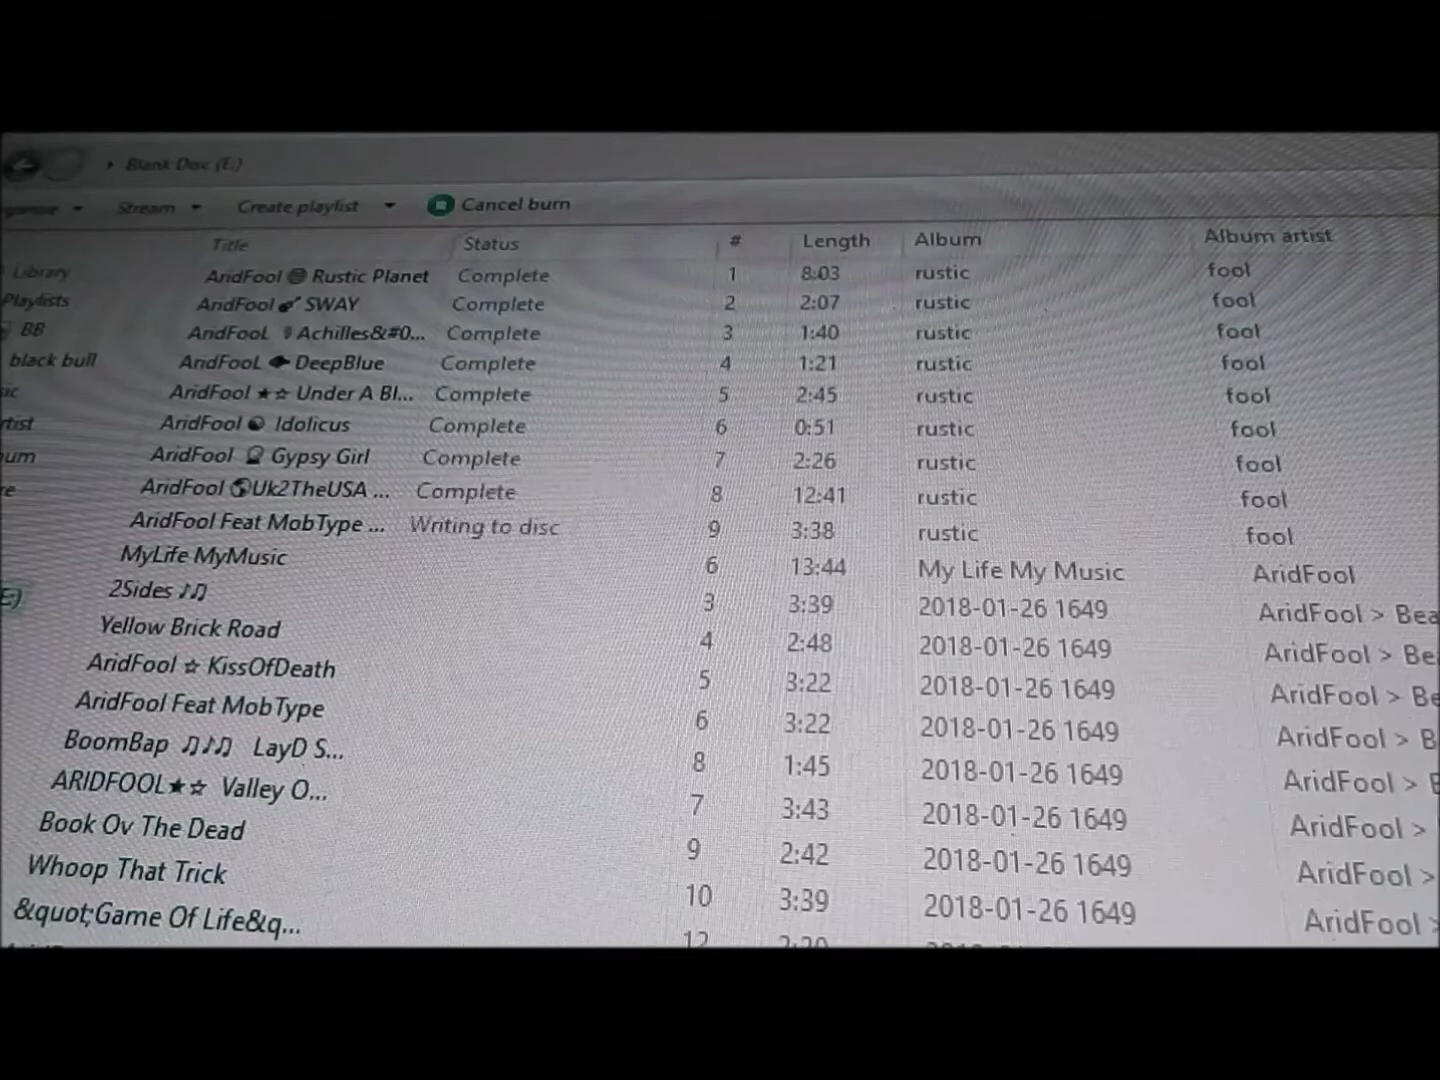 Blank Disc (E:)
Stream Create playlist Cancel burn
Title Status # Length Album Album artist
Library AridFool Rustic Planet Complete 1 8:03 rustic fool
Playlists AridFool SWAY Complete 2 2:07 rustic fool
BB AridFooL Achilles&#0... Complete 3 1:40 rustic fool
black bull AridFooL DeepBlue Complete 4 1:21 rustic fool
AridFool ★☆ Under A Bl... Complete 5 2:45 rustic fool
AridFool Idolicus Complete 6 0:51 rustic fool
AridFool Gypsy Girl Complete 7 2:26 rustic fool
AridFool Uk2TheUSA ... Complete 8 12:41 rustic fool
AridFool Feat MobType ... Writing to disc 9 3:38 rustic fool
MyLife MyMusic 6 13:44 My Life My Music AridFool
E:) 2Sides ♪♫ 3 3:39 2018-01-26 1649 AridFool > Bea
Yellow Brick Road 4 2:48 2018-01-26 1649 AridFool > Be
AridFool ☆ KissOfDeath 5 3:22 2018-01-26 1649 AridFool > Be
AridFool Feat MobType 6 3:22 2018-01-26 1649 AridFool > B
BoomBap ♫♪♫ LayD S... 8 1:45 2018-01-26 1649 AridFool > B
ARIDFOOL★☆ Valley O... 7 3:43 2018-01-26 1649 AridFool >
Book Ov The Dead 9 2:42 2018-01-26 1649 AridFool >
Whoop That Trick 10 3:39 2018-01-26 1649 AridFool >
&quot;Game Of Life&q... 12